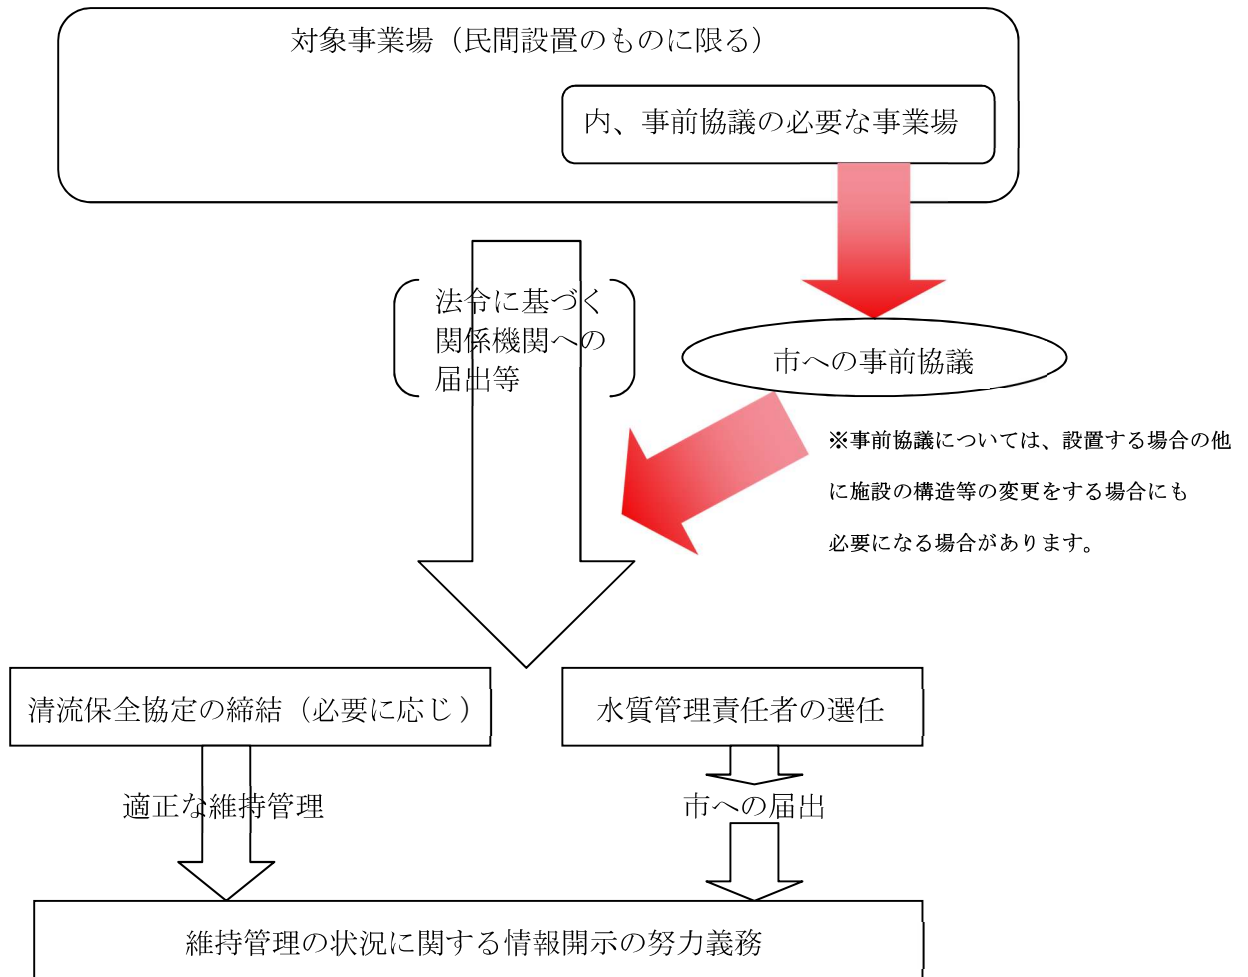 対象事業場（民間設置のものに限る）
内、事前協議の必要な事業場
法令に基づく
関係機関への
届出等
市への事前協議
※事前協議については、設置する場合の他
に施設の構造等の変更をする場合にも
必要になる場合があります。
清流保全協定の締結（必要に応じ）
水質管理責任者の選任
適正な維持管理
市への届出
維持管理の状況に関する情報開示の努力義務